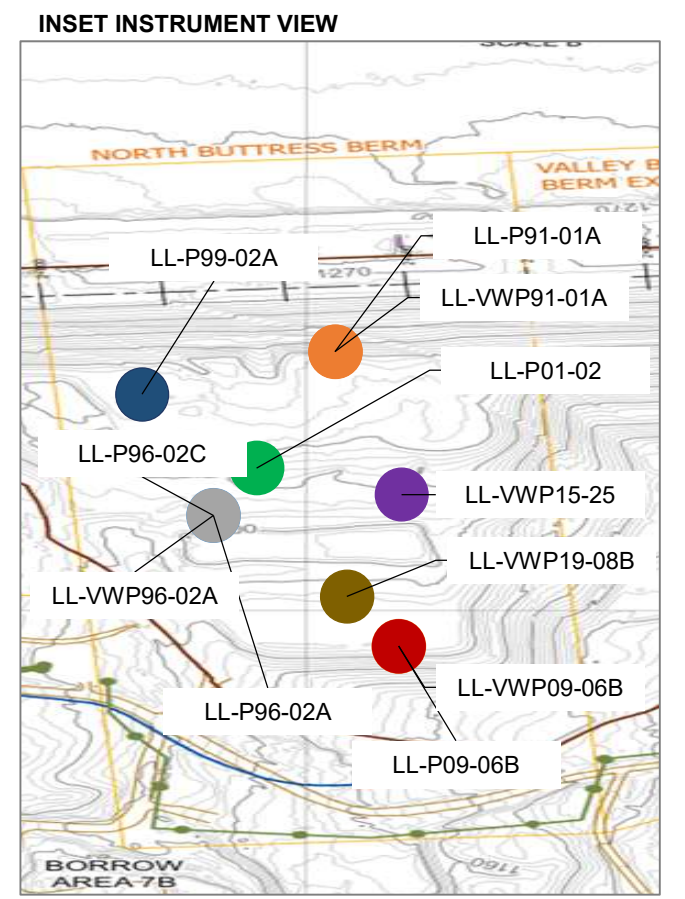 INSET INSTRUMENT VIEW
NORTH BUTTRESS BERM
VALLEY B
BERM EX
1270
LL-P91-01A
LL-P99-02A
1270
LL-VWP91-01A
LL-P01-02
LL-P96-02C
LL-VWP15-25
LL-VWP19-08B
LL-VWP96-02A
LL-VWP09-06B
LL-P96-02A
LL-P09-06B
BORROW
AREA 7B
1160